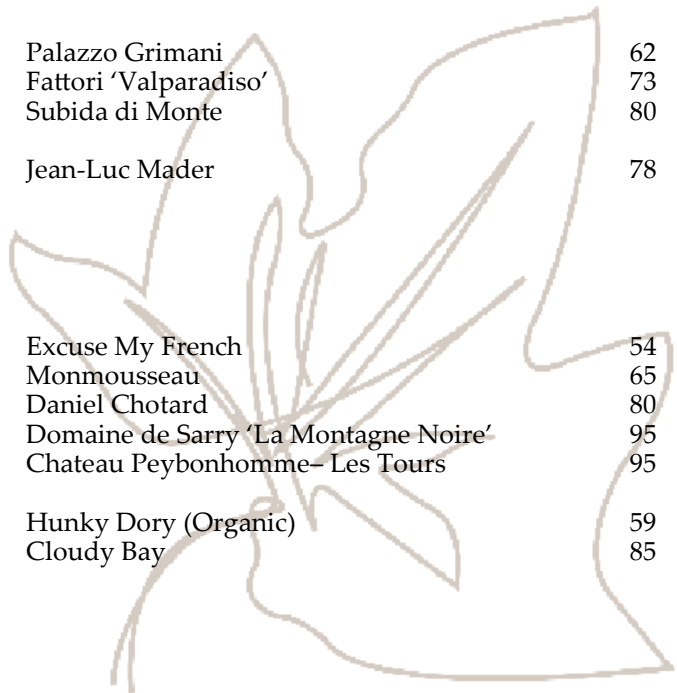 Palazzo Grimani 62
Fattori ‘Valparadiso’ 73
Subida di Monte 80
Jean-Luc Mader 78
Excuse My French 54
Monmousseau 65
Daniel Chotard 80
Domaine de Sarry ‘La Montagne Noire’ 95
Chateau Peybonhomme– Les Tours 95
Hunky Dory (Organic) 59
Cloudy Bay 85